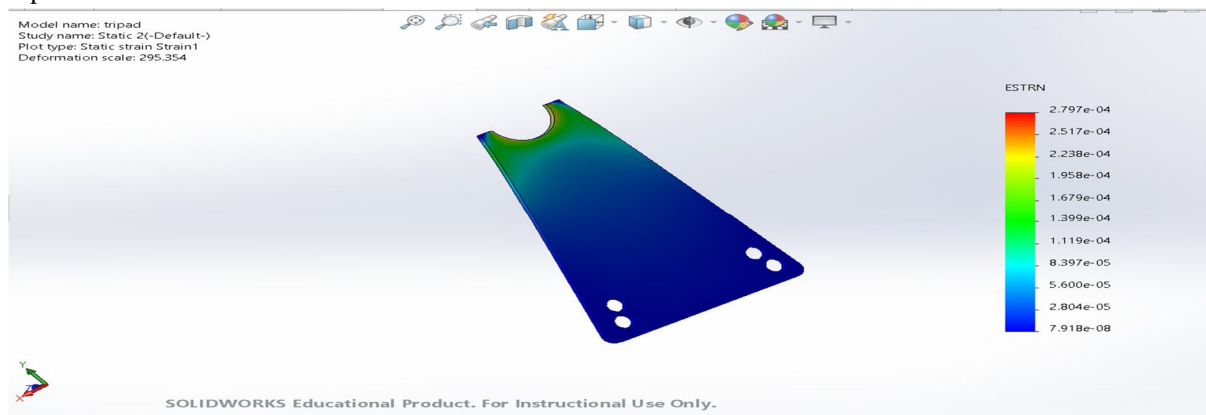 Model name: tripad
Study name: Static 2(-Default-)
Plot type: Static strain Strain1
Deformation scale: 295.354
ESTRN
2.797e-04
2.517e-04
2.238e-04
1.958e-04
1.679e-04
1.399e-04
1.119e-04
8.397e-05
5.600e-05
2.804e-05
7.918e-08
Y
Z
X
SOLIDWORKS Educational Product. For Instructional Use Only.